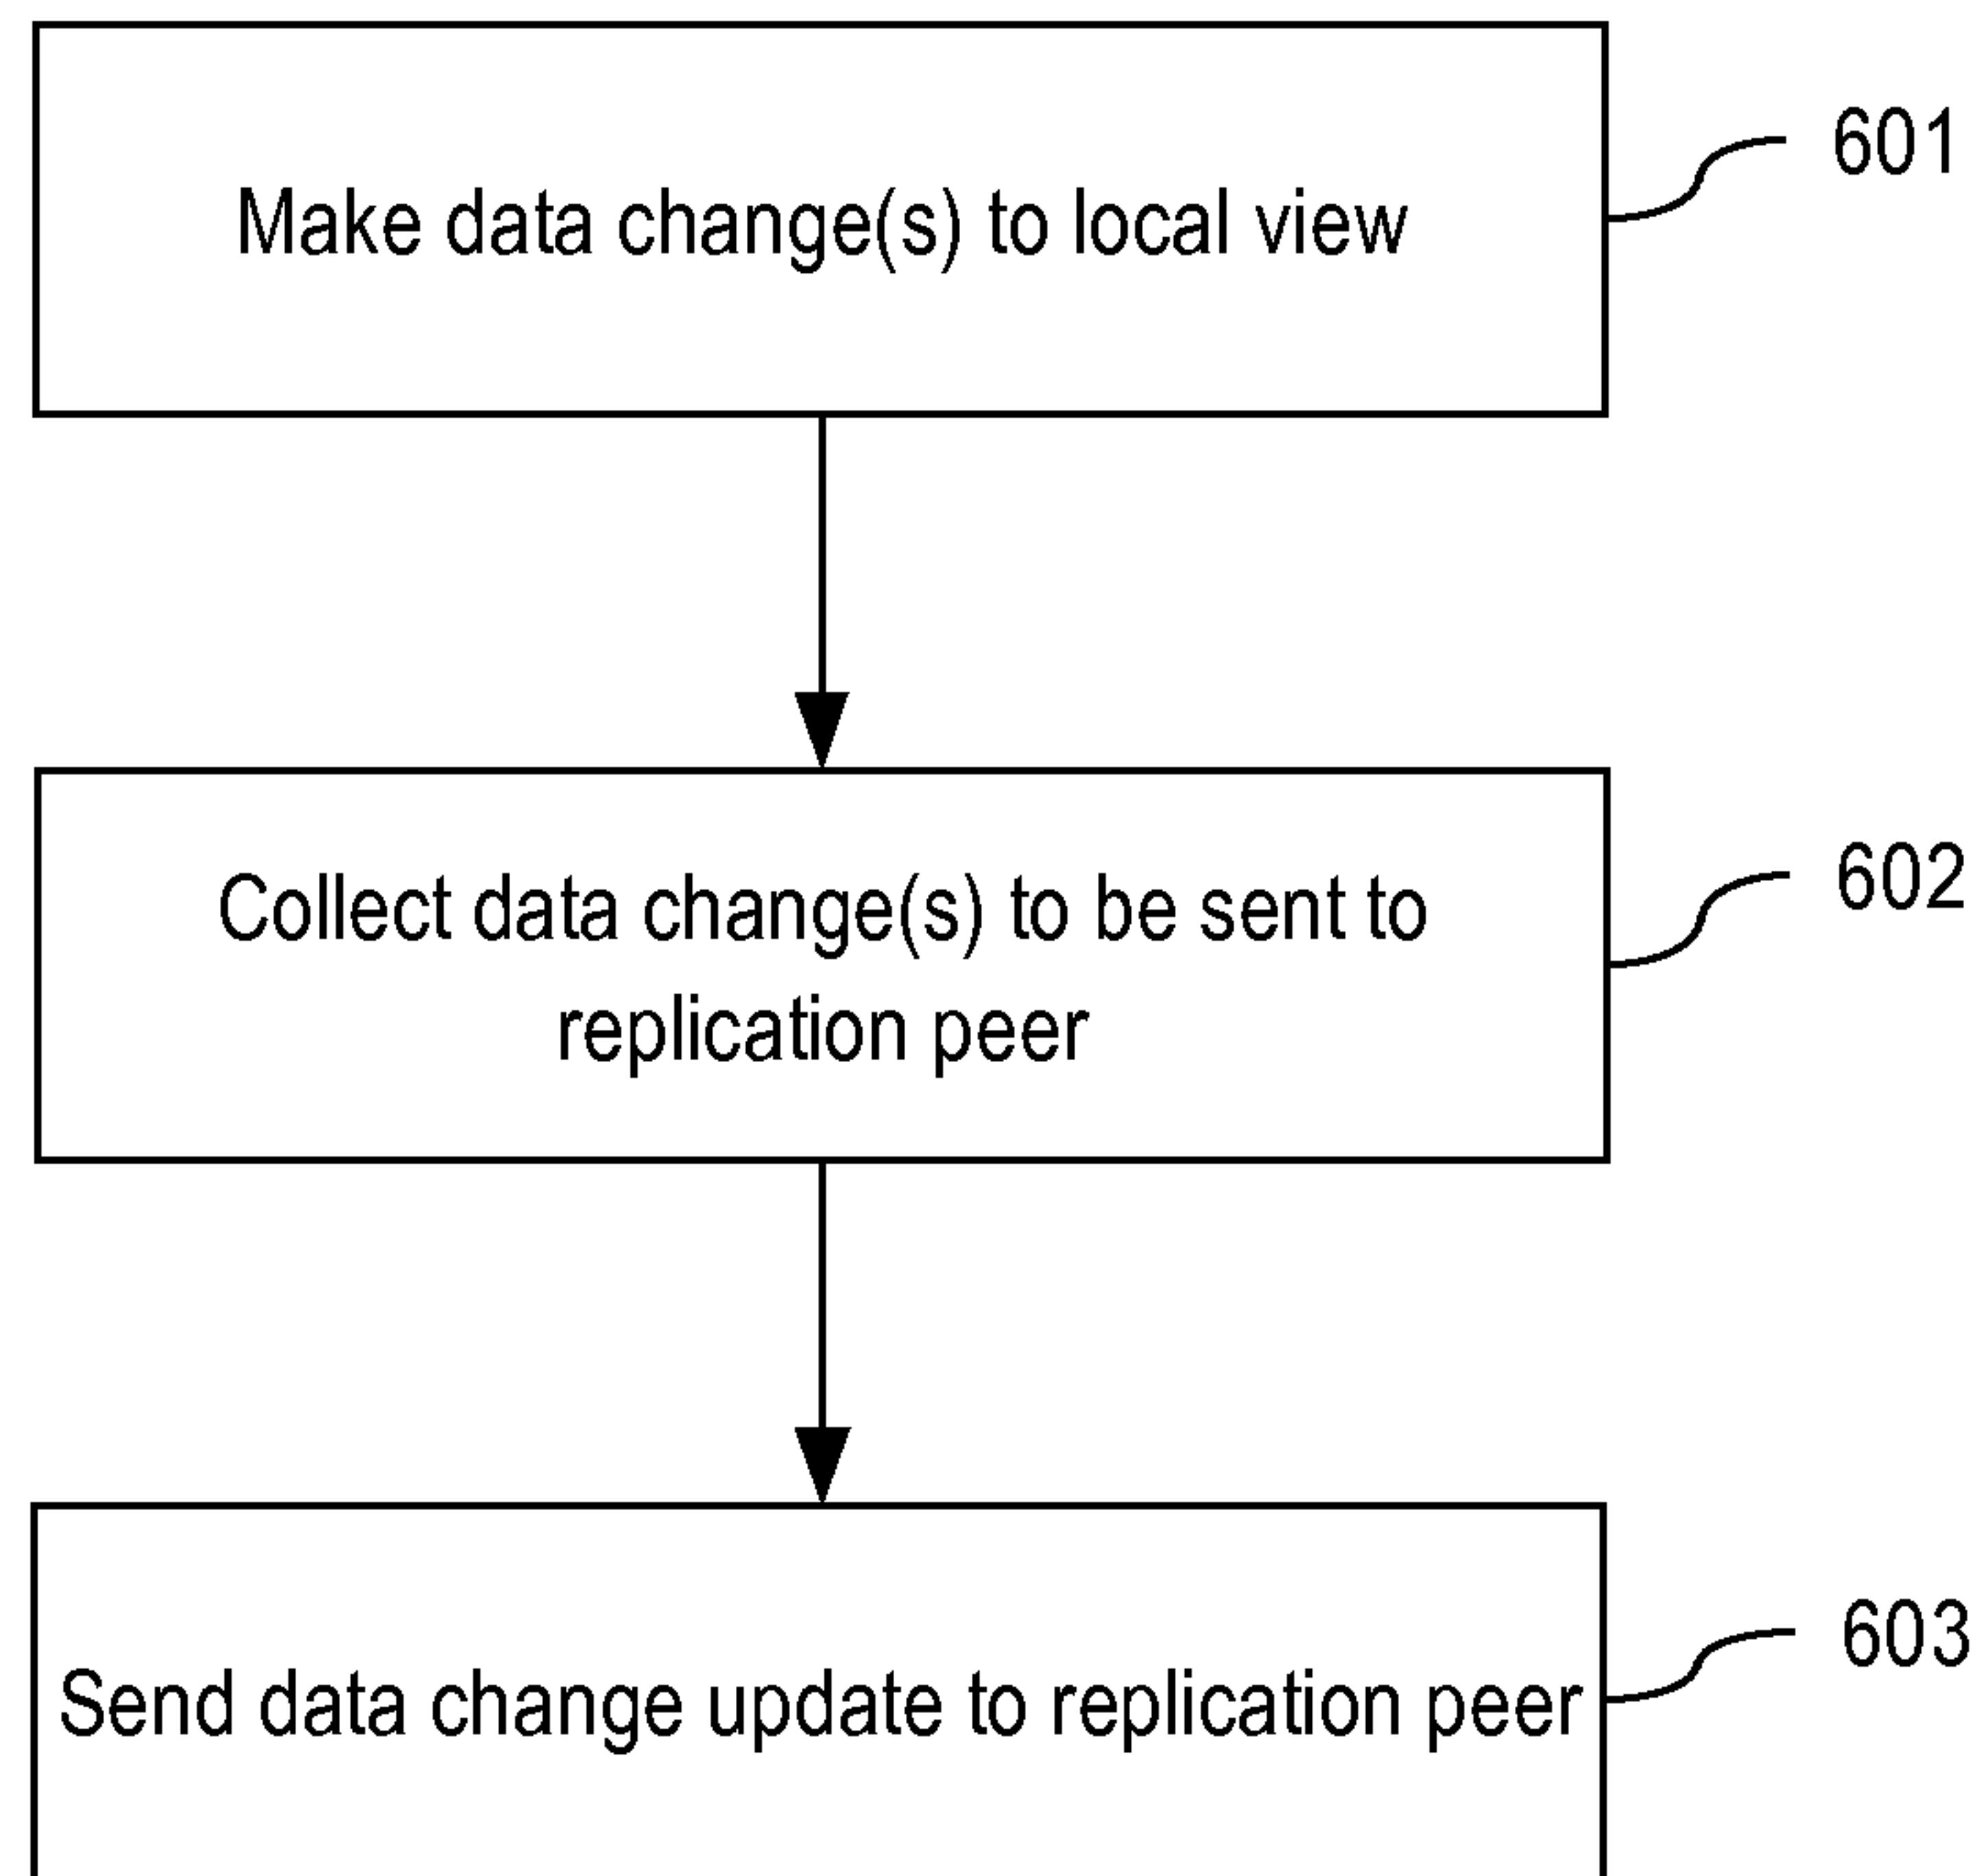 Make data change(s) to local view
601
Collect data change(s) to be sent to
replication peer
602
Send data change update to replication peer
603